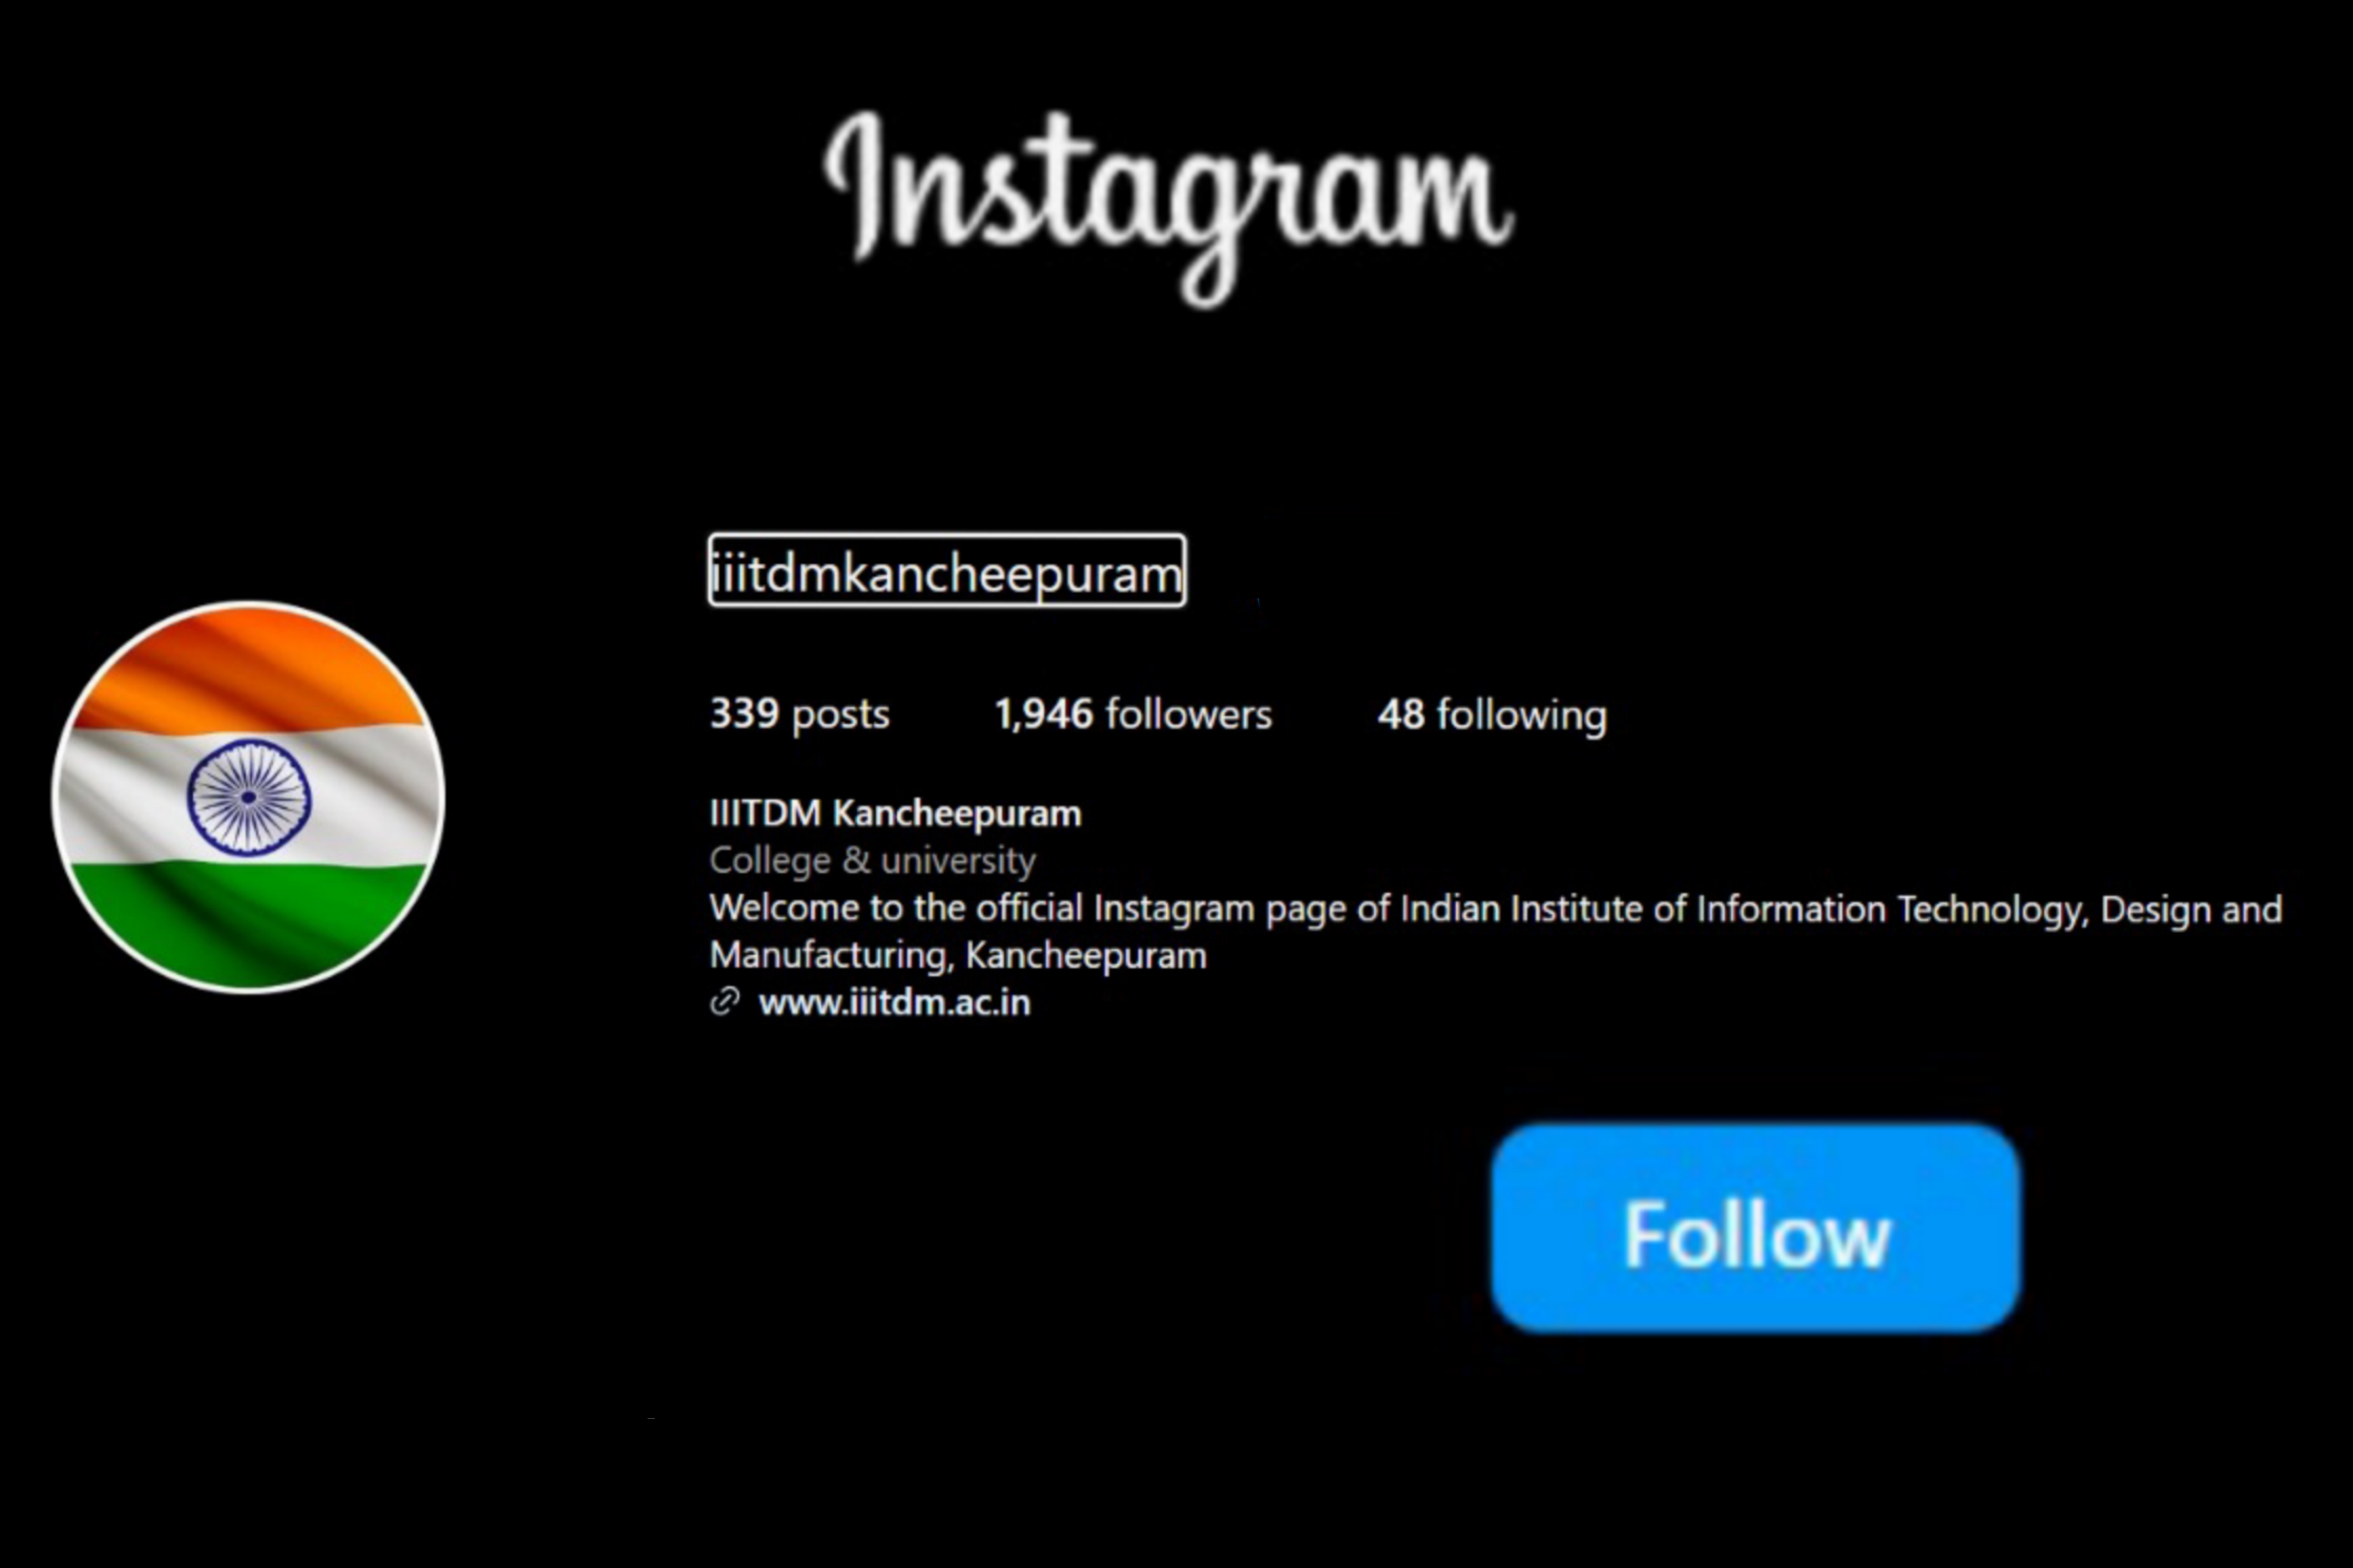 Instagram
iiitdmkancheepuram
339 posts 1,946 followers 48 following
IIITDM Kancheepuram
College & university
Welcome to the official Instagram page of Indian Institute of Information Technology, Design and
Manufacturing, Kancheepuram
www.iiitdm.ac.in
Follow